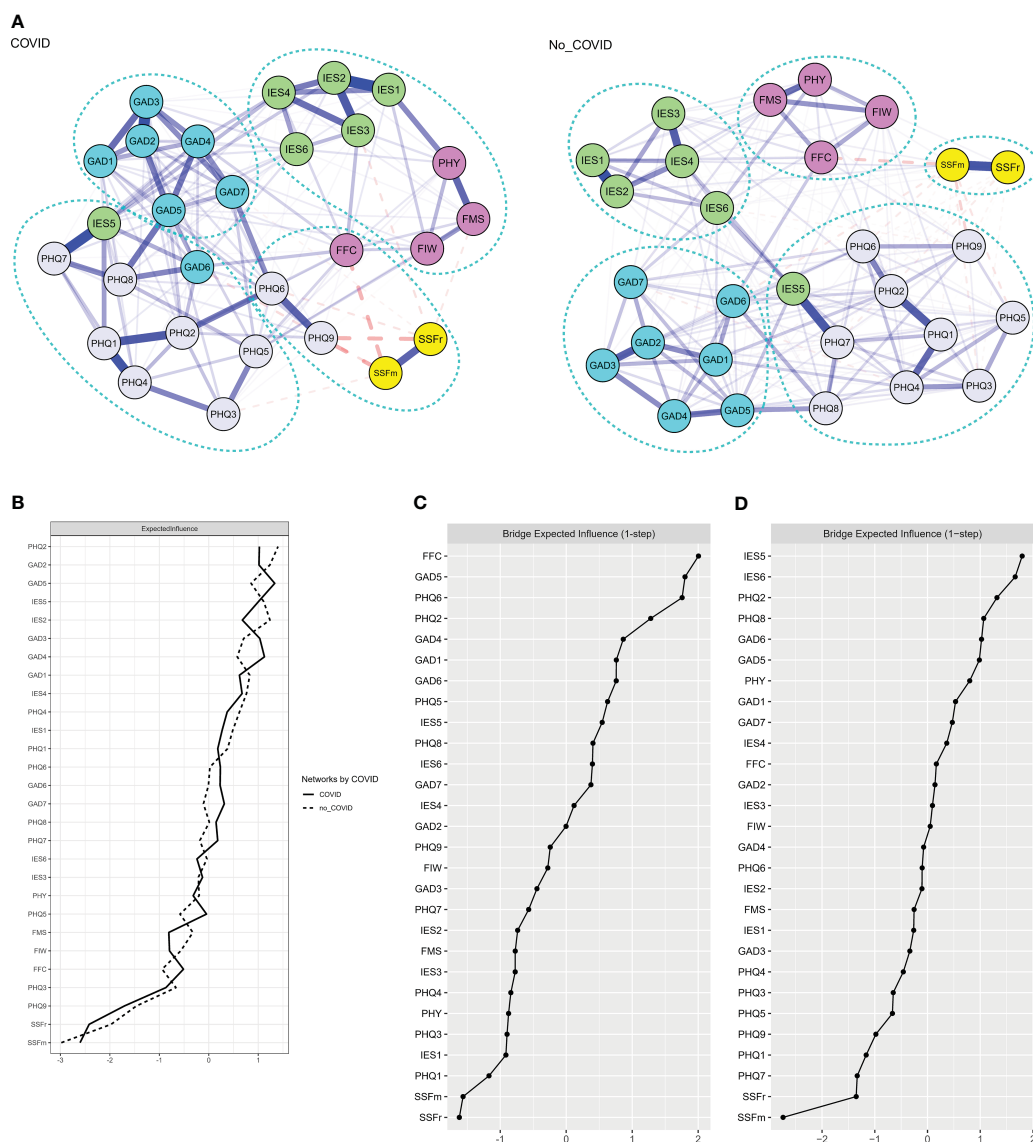 A
COVID
No_COVID
GAD3
GAD2
GAD4
GAD1
GAD7
GAD5
IES5
GAD6
PHQ7
PHQ8
PHQ6
PHQ2
PHQ9
PHQ1
PHQ5
PHQ4
PHQ3
IES2
IES4
IES1
IES3
IES6
PHY
FMS
FFC
FIW
SSFr
SSFm
PHY
FMS
FIW
IES3
FFC
IES1
IES4
SSFm
SSFr
IES2
IES6
PHQ6
PHQ9
GAD7
IES5
PHQ2
GAD6
PHQ5
GAD2
PHQ7
PHQ1
GAD3
GAD1
PHQ4
PHQ3
GAD4
GAD5
PHQ8
B
ExpectedInfluence
PHQ2
GAD2
GAD5
IES5
IES2
GAD3
GAD4
GAD1
IES4
PHQ4
IES1
PHQ1
PHQ6
GAD6
GAD7
PHQ8
PHQ7
IES6
IES3
PHY
PHQ5
FMS
FIW
FFC
PHQ3
PHQ9
SSFr
SSFm
-3 -2 -1 0 1
Networks by COVID
COVID
no_COVID
C
Bridge Expected Influence (1-step)
FFC
GAD5
PHQ6
PHQ2
GAD4
GAD1
GAD6
PHQ5
IES5
PHQ8
IES6
GAD7
IES4
GAD2
PHQ9
FIW
GAD3
PHQ7
IES2
FMS
IES3
PHQ4
PHY
PHQ3
IES1
PHQ1
SSFm
SSFr
-1 0 1 2
D
Bridge Expected Influence (1−step)
IES5
IES6
PHQ2
PHQ8
GAD6
GAD5
PHY
GAD1
GAD7
IES4
FFC
GAD2
IES3
FIW
GAD4
PHQ6
IES2
FMS
IES1
GAD3
PHQ4
PHQ3
PHQ5
PHQ9
PHQ1
PHQ7
SSFr
SSFm
−2 −1 0 1 2